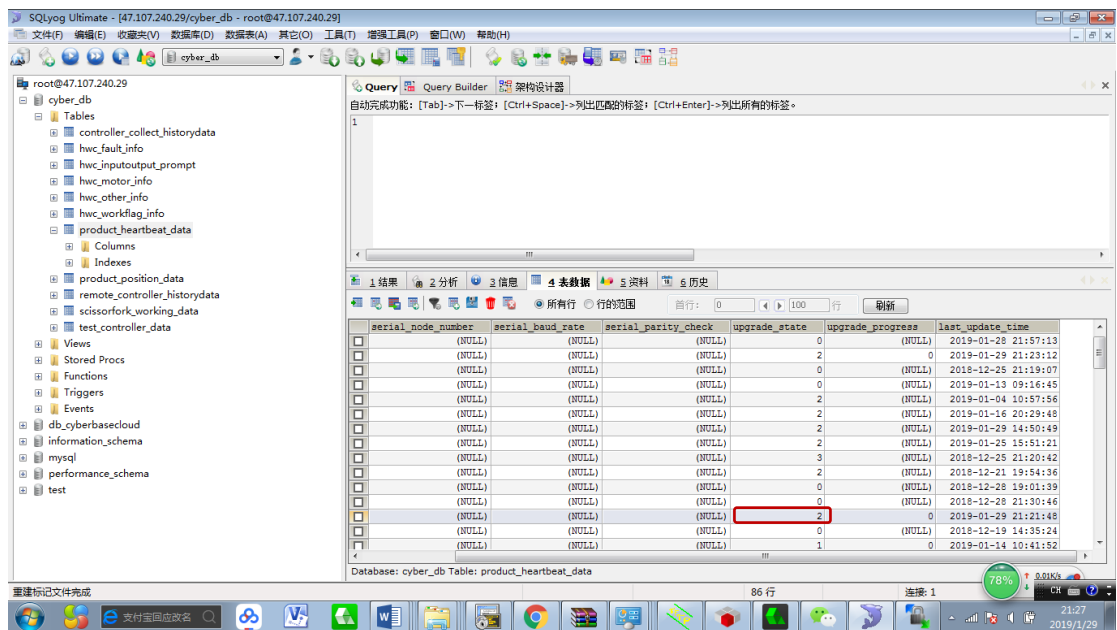 SQLyog Ultimate - [47.107.240.29/cyber_db - root@47.107.240.29]
文件(F) 编辑(E) 收藏夹(V) 数据库(D) 数据表(A) 其它(O) 工具(T) 增强工具(P) 窗口(W) 帮助(H)
cyber_db
root@47.107.240.29
cyber_db
Tables
controller_collect_historydata
hwc_fault_info
hwc_inputoutput_prompt
hwc_motor_info
hwc_other_info
hwc_workflag_info
product_heartbeat_data
Columns
Indexes
product_position_data
remote_controller_historydata
scissorfork_working_data
test_controller_data
Views
Stored Procs
Functions
Triggers
Events
db_cyberbasecloud
information_schema
mysql
performance_schema
test
Query Query Builder 架构设计器
自动完成功能: [Tab]->下一标签; [Ctrl+Space]->列出匹配的标签; [Ctrl+Enter]->列出所有的标签。
1
1 结果 2 分析 3 信息 4 表数据 5 资料 6 历史
所有行 行的范围 首行: 0 100 行 刷新
serial_node_number serial_baud_rate serial_parity_check upgrade_state upgrade_progress last_update_time
(NULL) (NULL) (NULL) 0 (NULL) 2019-01-28 21:57:13
(NULL) (NULL) (NULL) 2 0 2019-01-29 21:23:12
(NULL) (NULL) (NULL) 0 (NULL) 2018-12-25 21:19:07
(NULL) (NULL) (NULL) 0 (NULL) 2019-01-13 09:16:45
(NULL) (NULL) (NULL) 2 (NULL) 2019-01-04 10:57:56
(NULL) (NULL) (NULL) 2 (NULL) 2019-01-16 20:29:48
(NULL) (NULL) (NULL) 2 (NULL) 2019-01-29 14:50:49
(NULL) (NULL) (NULL) 2 (NULL) 2019-01-25 15:51:21
(NULL) (NULL) (NULL) 3 (NULL) 2018-12-25 21:20:42
(NULL) (NULL) (NULL) 2 (NULL) 2018-12-21 19:54:36
(NULL) (NULL) (NULL) 0 (NULL) 2018-12-28 19:01:39
(NULL) (NULL) (NULL) 0 (NULL) 2018-12-28 21:30:46
(NULL) (NULL) (NULL) 2 0 2019-01-29 21:21:48
(NULL) (NULL) (NULL) 0 (NULL) 2018-12-19 14:35:24
(NULL) (NULL) (NULL) 1 0 2019-01-14 10:41:52
Database: cyber_db Table: product_heartbeat_data
重建标记文件完成 86 行 连接: 1
78% 0.01K/s CH
支付宝回应改名
21:27
2019/1/29